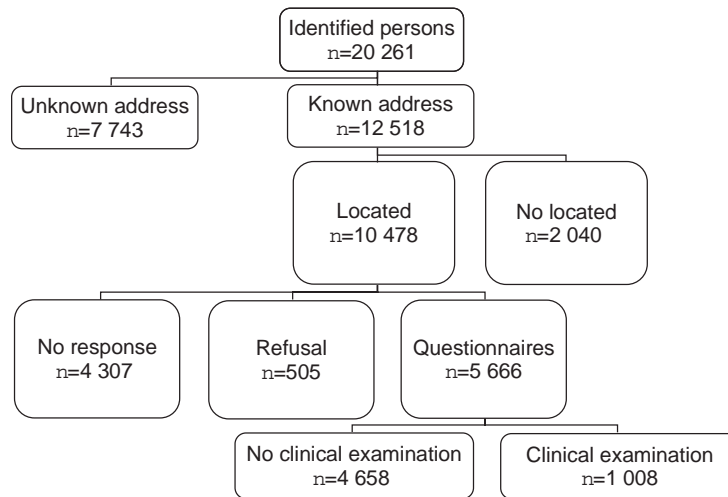 Identified persons
n=20 261
Unknown address
n=7 743
Known address
n=12 518
Located
n=10 478
No located
n=2 040
No response
n=4 307
Refusal
n=505
Questionnaires
n=5 666
No clinical examination
n=4 658
Clinical examination
n=1 008